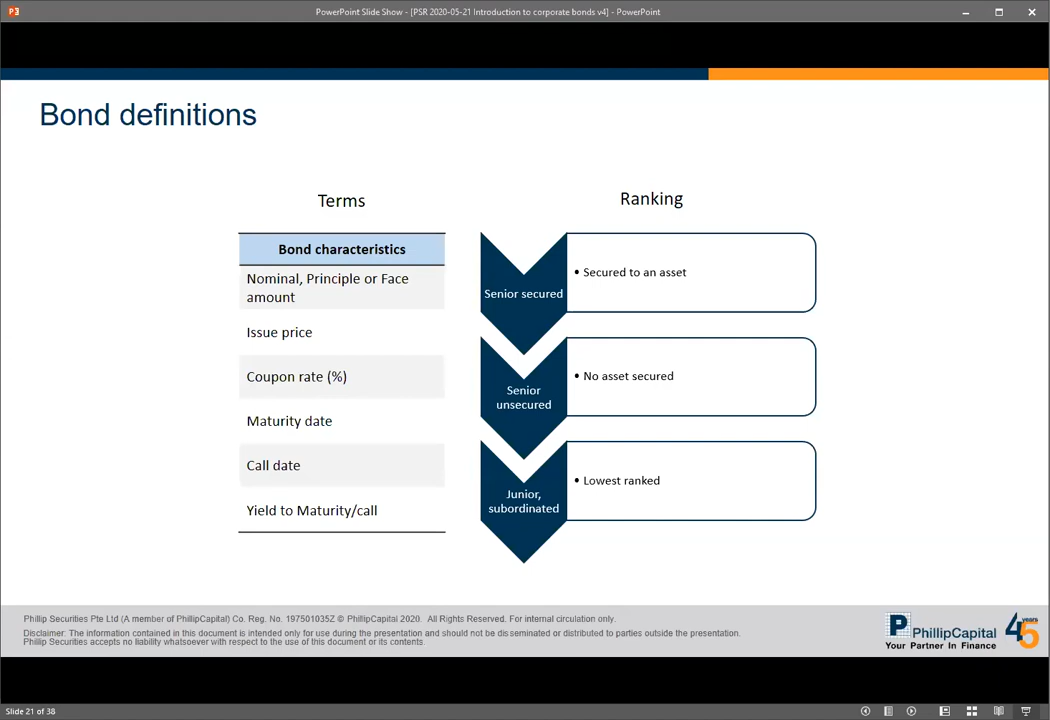 PowerPoint Slide Show - [PSR 2020-05-21 Introduction to corporate bonds v4] - PowerPoint
Bond definitions
Terms
Bond characteristics
Nominal, Principle or Face
amount
Issue price
Coupon rate (%)
Maturity date
Call date
Yield to Maturity/call
Ranking
Senior secured
• Secured to an asset
Senior
unsecured
• No asset secured
Junior,
subordinated
• Lowest ranked
Phillip Securities Pte Ltd (A member of PhillipCapital) Co. Reg. No. 197501035Z © PhillipCapital 2020. All Rights Reserved. For internal circulation only.
Disclaimer: The information contained in this document is intended only for use during the presentation and should not be disseminated or distributed to parties outside the presentation.
Phillip Securities accepts no liability whatsoever with respect to the use of this document or its contents.
P PhillipCapital
Your Partner In Finance
45 years
Slide 21 of 38